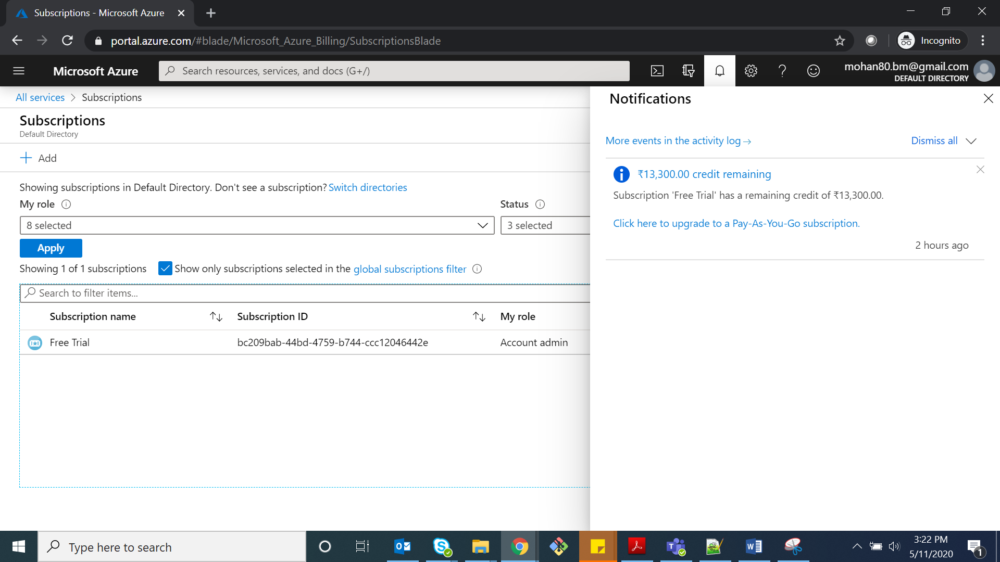 Subscriptions - Microsoft Azure
portal.azure.com/#blade/Microsoft_Azure_Billing/SubscriptionsBlade
Incognito
Microsoft Azure
Search resources, services, and docs (G+/)
mohan80.bm@gmail.com
DEFAULT DIRECTORY
All services > Subscriptions
Subscriptions
Default Directory
Add
Showing subscriptions in Default Directory. Don't see a subscription? Switch directories
My role
Status
8 selected
3 selected
Apply
Showing 1 of 1 subscriptions
Show only subscriptions selected in the global subscriptions filter
Search to filter items...
Subscription name
Subscription ID
My role
Free Trial
bc209bab-44bd-4759-b744-ccc12046442e
Account admin
Notifications
More events in the activity log →
Dismiss all
₹13,300.00 credit remaining
Subscription 'Free Trial' has a remaining credit of ₹13,300.00.
Click here to upgrade to a Pay-As-You-Go subscription.
2 hours ago
Type here to search
3:22 PM
5/11/2020
1